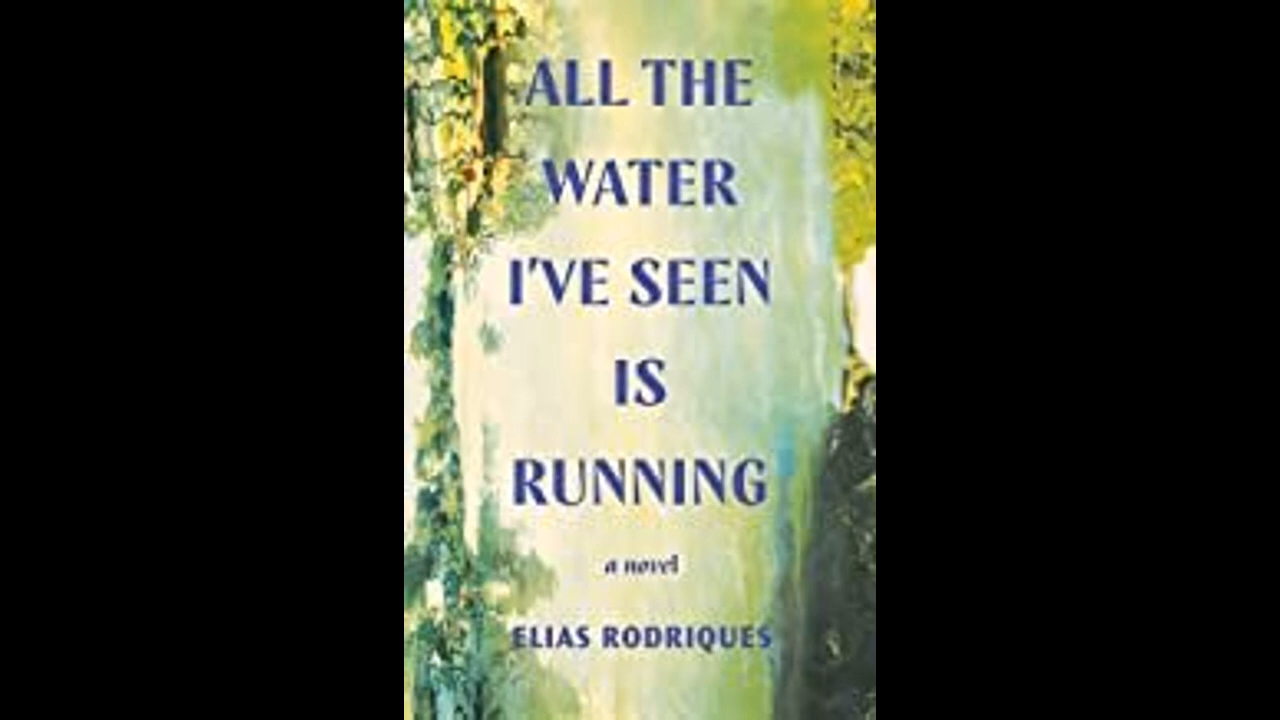 ALL THE
WATER
I'VE SEEN
IS
RUNNING
a novel
ELIAS RODRIQUES